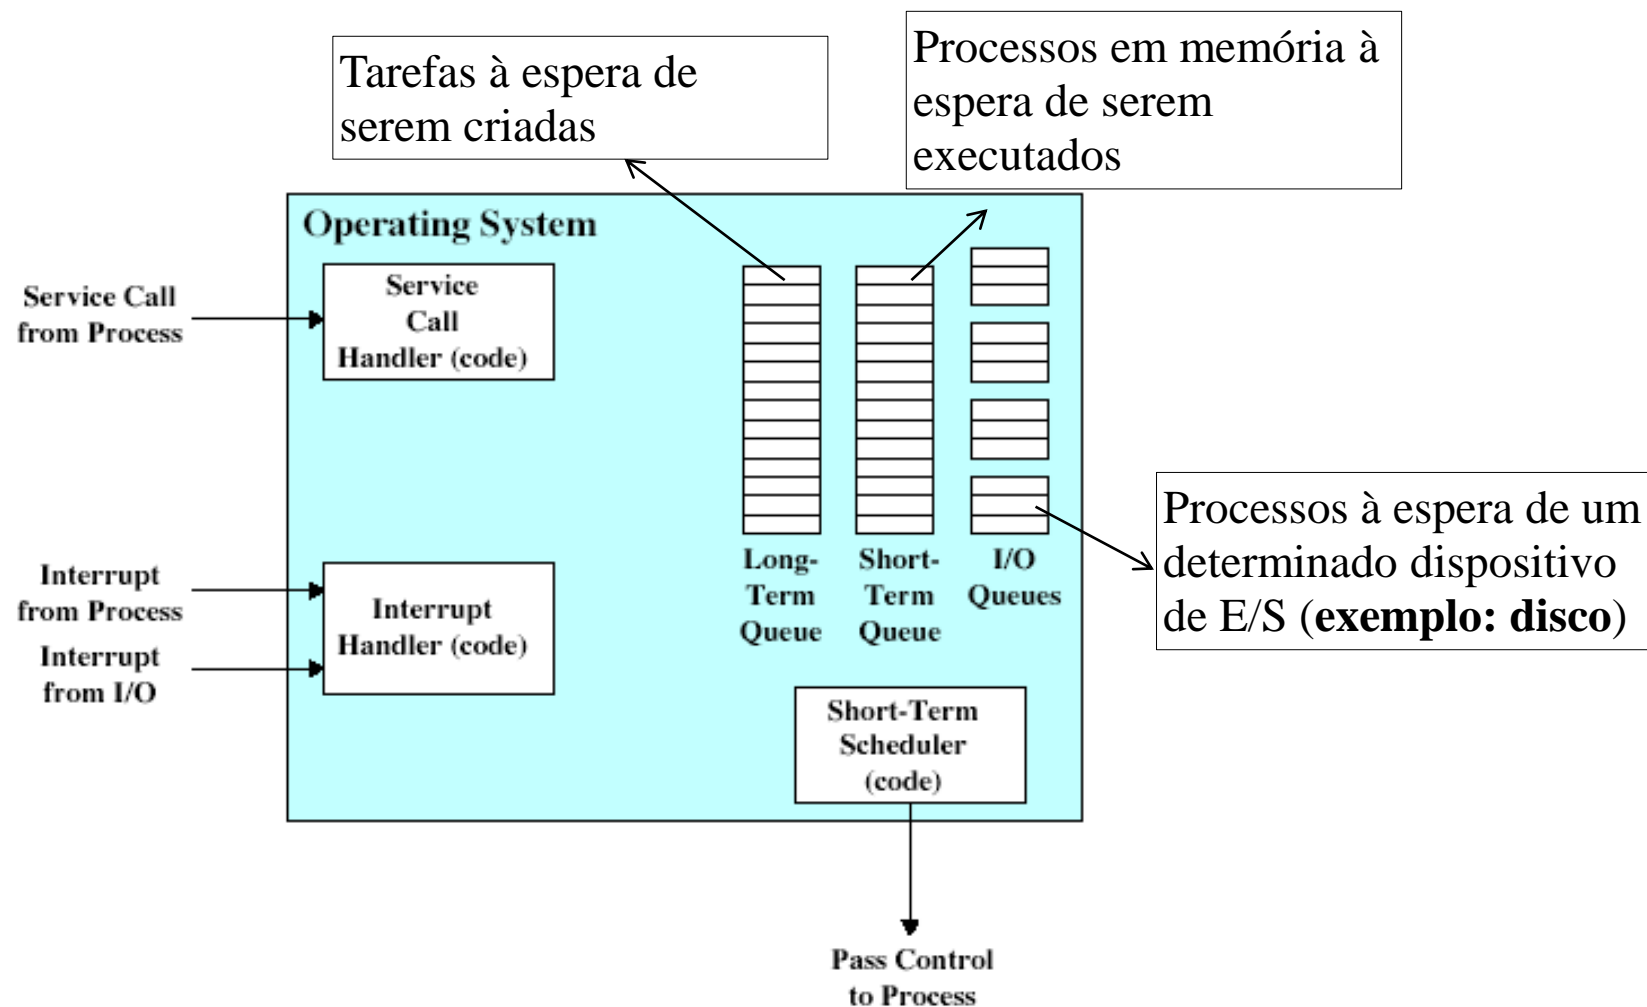 Tarefas à espera de
serem criadas
Processos em memória à
espera de serem
executados
Operating System
Service Call
from Process
Service
Call
Handler (code)
Interrupt
from Process
Interrupt
from I/O
Interrupt
Handler (code)
Long-
Term
Queue
Short-
Term
Queue
I/O
Queues
Processos à espera de um
determinado dispositivo
de E/S (exemplo: disco)
Short-Term
Scheduler
(code)
Pass Control
to Process